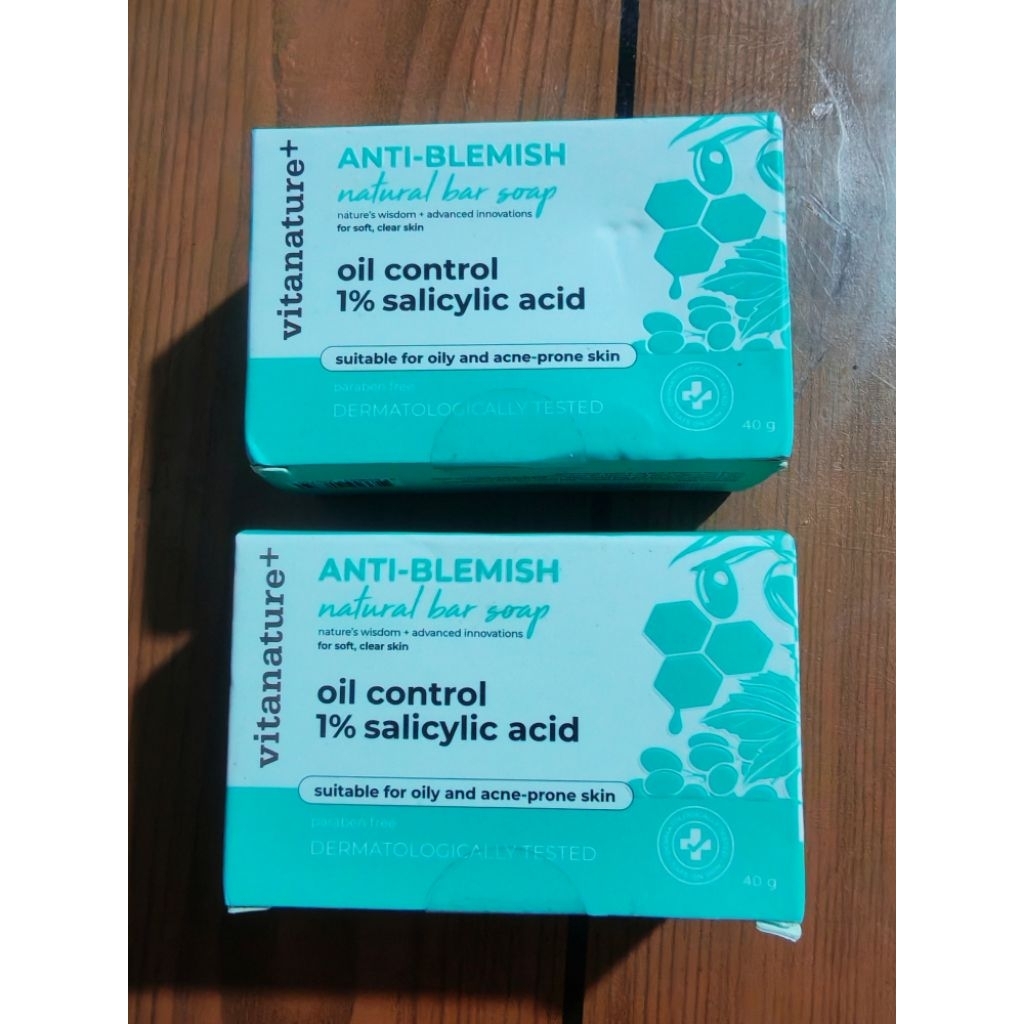 vitanature+
ANTI-BLEMISH
natural bar soap
nature's wisdom + advanced innovations
for soft, clear skin
oil control
1% salicylic acid
suitable for oily and acne-prone skin
paraben free
DERMATOLOGICALLY TESTED
40 g
vitanature+
ANTI-BLEMISH
natural bar soap
nature's wisdom + advanced innovations
for soft, clear skin
oil control
1% salicylic acid
suitable for oily and acne-prone skin
paraben free
DERMATOLOGICALLY TESTED
40 g